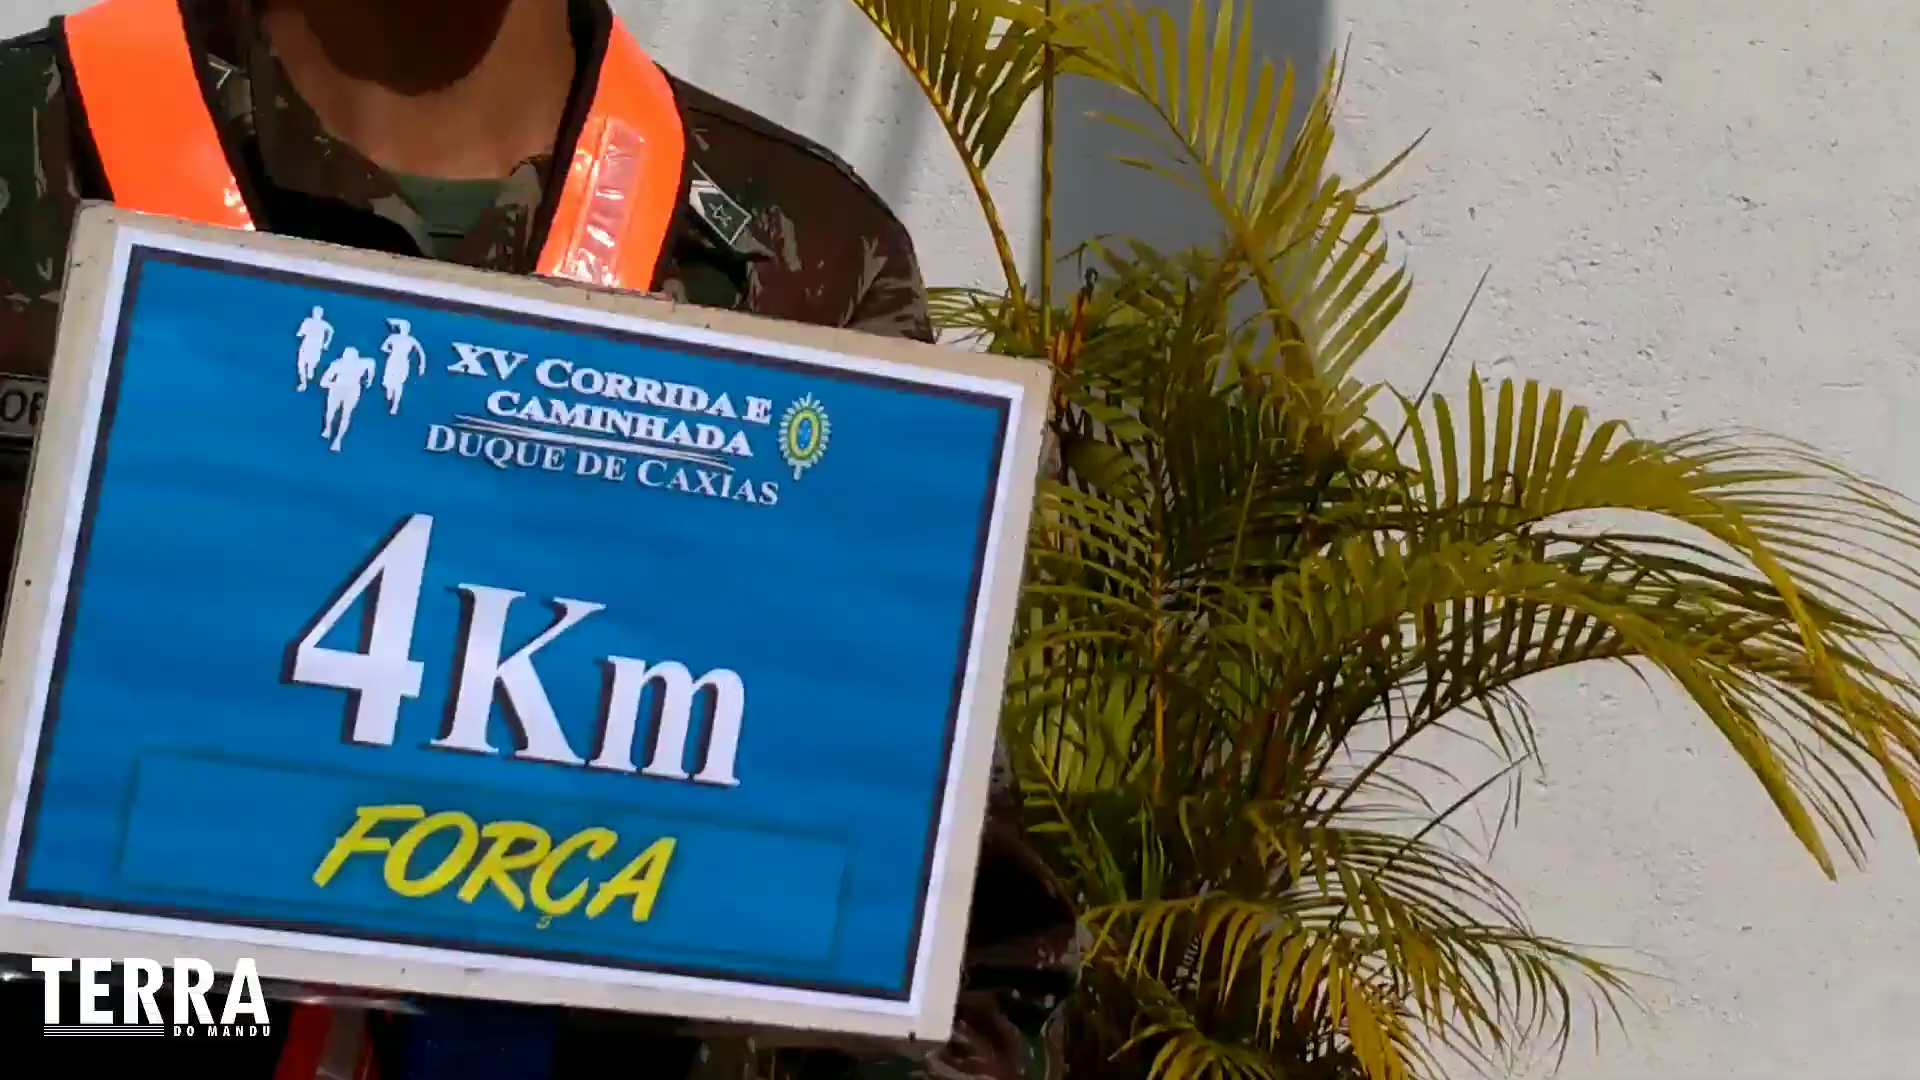 XV CORRIDA E
CAMINHADA
DUQUE DE CAXIAS
4Km
FORÇA
TERRA
DO MANDU